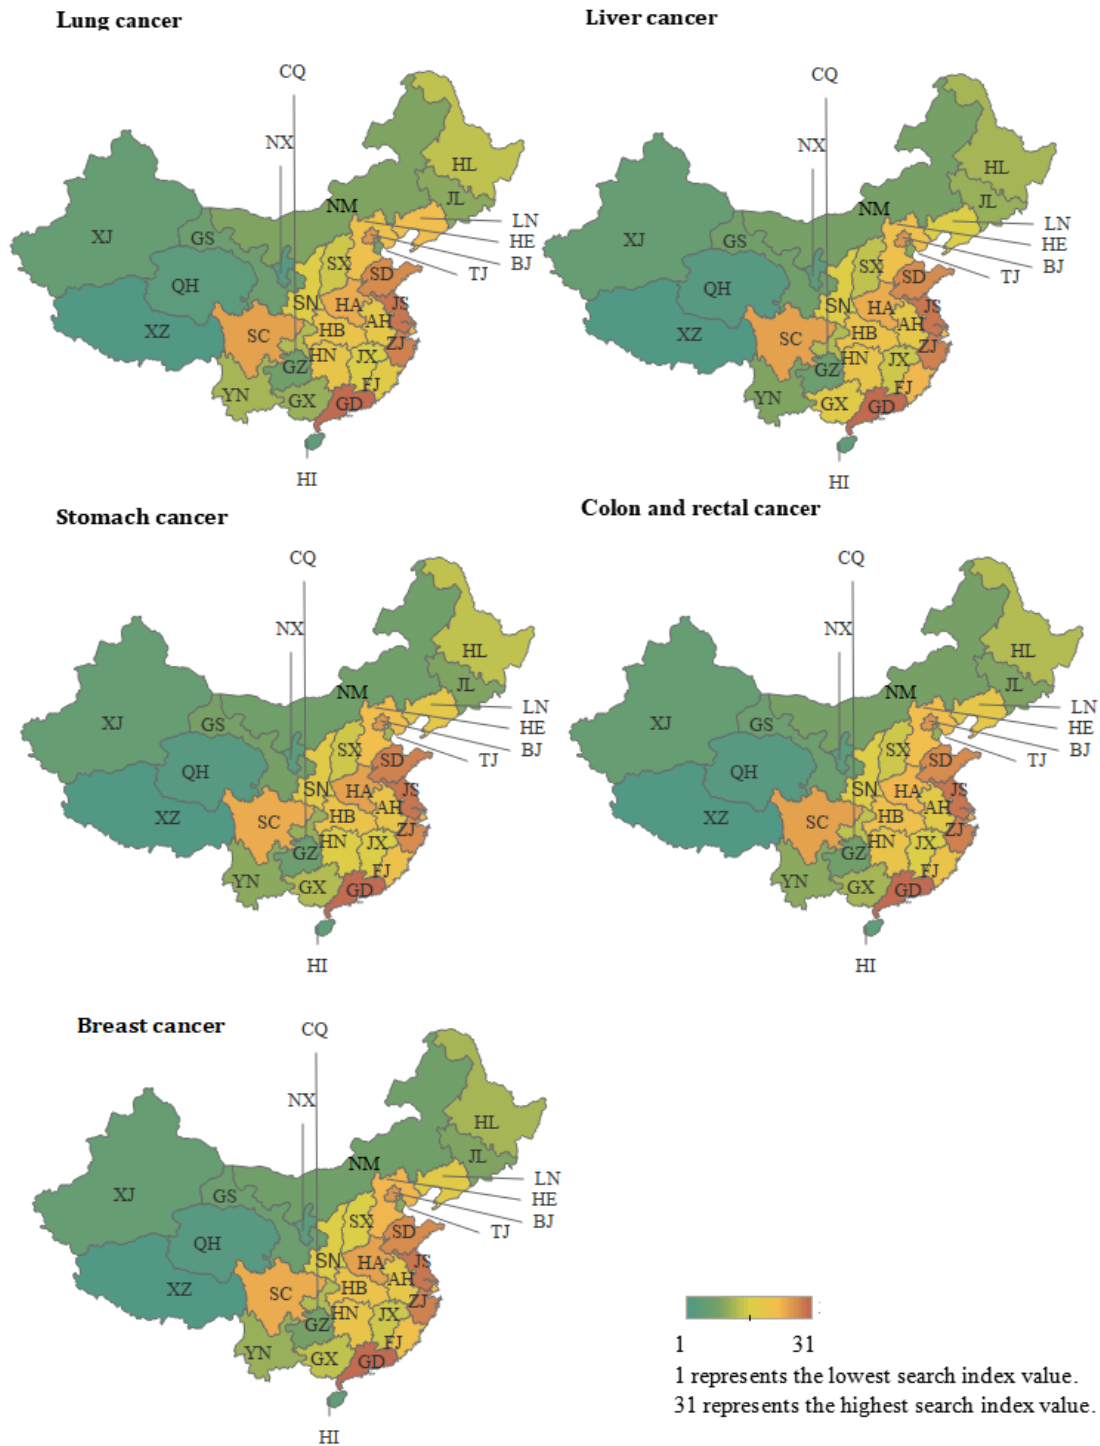 Lung cancer
CQ
NX
HL
JL
NM
LN
HE
BJ
TJ
XJ
GS
SX
SD
QH
SN
HA
JS
XZ
SC
HB
AH
ZJ
HN
JX
GZ
FJ
YN
GX
GD
HI
Liver cancer
CQ
NX
HL
JL
NM
LN
HE
BJ
TJ
XJ
GS
SX
SD
QH
SN
HA
JS
XZ
SC
HB
AH
ZJ
HN
JX
GZ
FJ
YN
GX
GD
HI
Stomach cancer
CQ
NX
HL
JL
NM
LN
HE
BJ
TJ
XJ
GS
SX
SD
QH
SN
HA
JS
XZ
SC
HB
AH
ZJ
HN
JX
GZ
FJ
YN
GX
GD
HI
Colon and rectal cancer
CQ
NX
HL
JL
NM
LN
HE
BJ
TJ
XJ
GS
SX
SD
QH
SN
HA
JS
XZ
SC
HB
AH
ZJ
HN
JX
GZ
FJ
YN
GX
GD
HI
Breast cancer
CQ
NX
HL
JL
NM
LN
HE
BJ
TJ
XJ
GS
SX
SD
QH
SN
HA
JS
XZ
SC
HB
AH
ZJ
HN
JX
GZ
FJ
YN
GX
GD
HI
1 31
1 represents the lowest search index value.
31 represents the highest search index value.